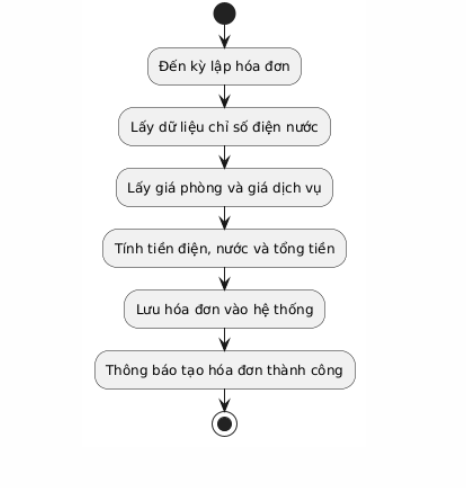 Đến kỳ lập hóa đơn
Lấy dữ liệu chỉ số điện nước
Lấy giá phòng và giá dịch vụ
Tính tiền điện, nước và tổng tiền
Lưu hóa đơn vào hệ thống
Thông báo tạo hóa đơn thành công